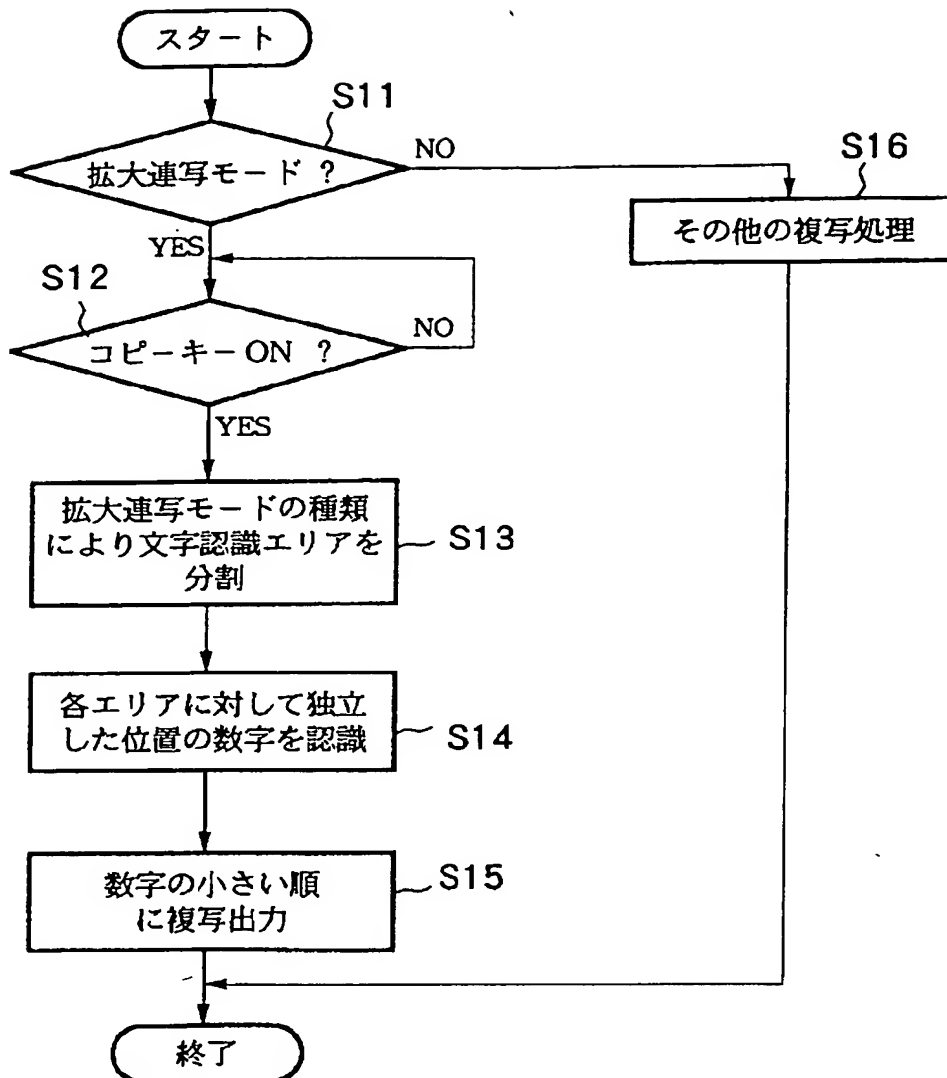 スタート
S11
拡大連写モード ?
NO
S16
その他の複写処理
YES
S12
コピーキーON ?
NO
YES
拡大連写モードの種類
により文字認識エリアを
分割
S13
各エリアに対して独立
した位置の数字を認識
S14
数字の小さい順
に複写出力
S15
終了